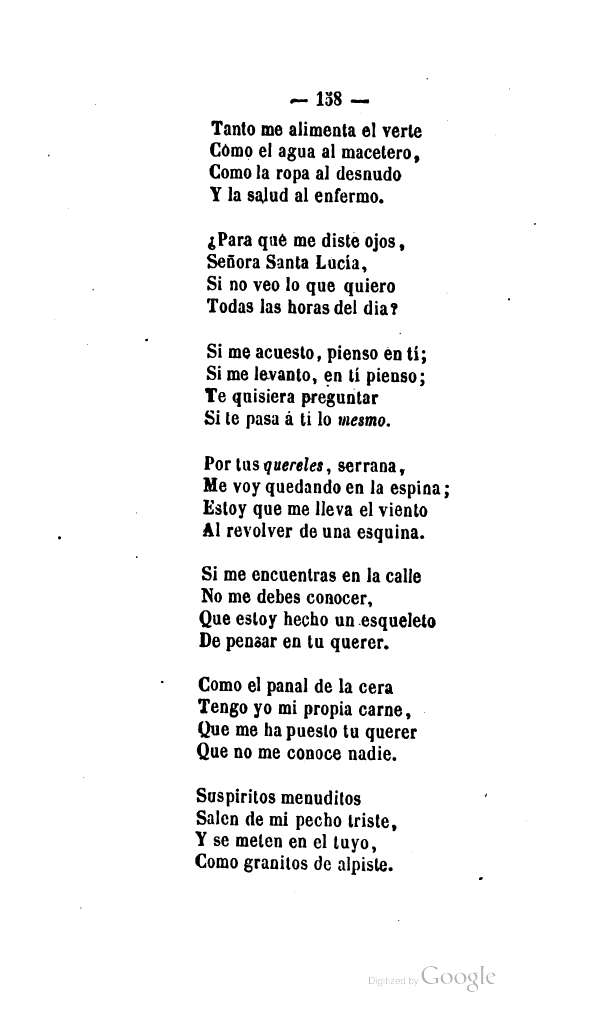 — 158 —
Tanto me alimenta el verte
Cómo el agua al macetero,
Como la ropa al desnudo
Y la salud al enfermo.
¿Para qué me diste ojos,
Señora Santa Lucía,
Si no veo lo que quiero
Todas las horas del dia?
Si me acuesto, pienso en tí;
Si me levanto, en tí pienso;
Te quisiera preguntar
Si te pasa á ti lo mesmo.
Por tus quereles, serrana,
Me voy quedando en la espina;
Estoy que me lleva el viento
Al revolver de una esquina.
Si me encuentras en la calle
No me debes conocer,
Que estoy hecho un esqueleto
De pensar en tu querer.
Como el panal de la cera
Tengo yo mi propia carne,
Que me ha puesto tu querer
Que no me conoce nadie.
Suspiritos menuditos
Salen de mi pecho triste,
Y se meten en el tuyo,
Como granitos de alpiste.
Digitized by Google